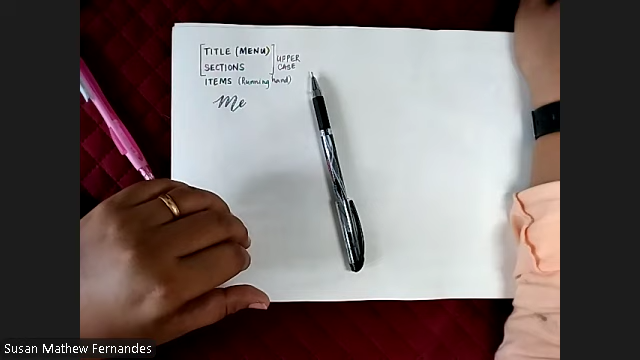 TITLE (MENU)
SECTIONS
UPPER
CASE
ITEMS (Running hand)
Me
Susan Mathew Fernandes